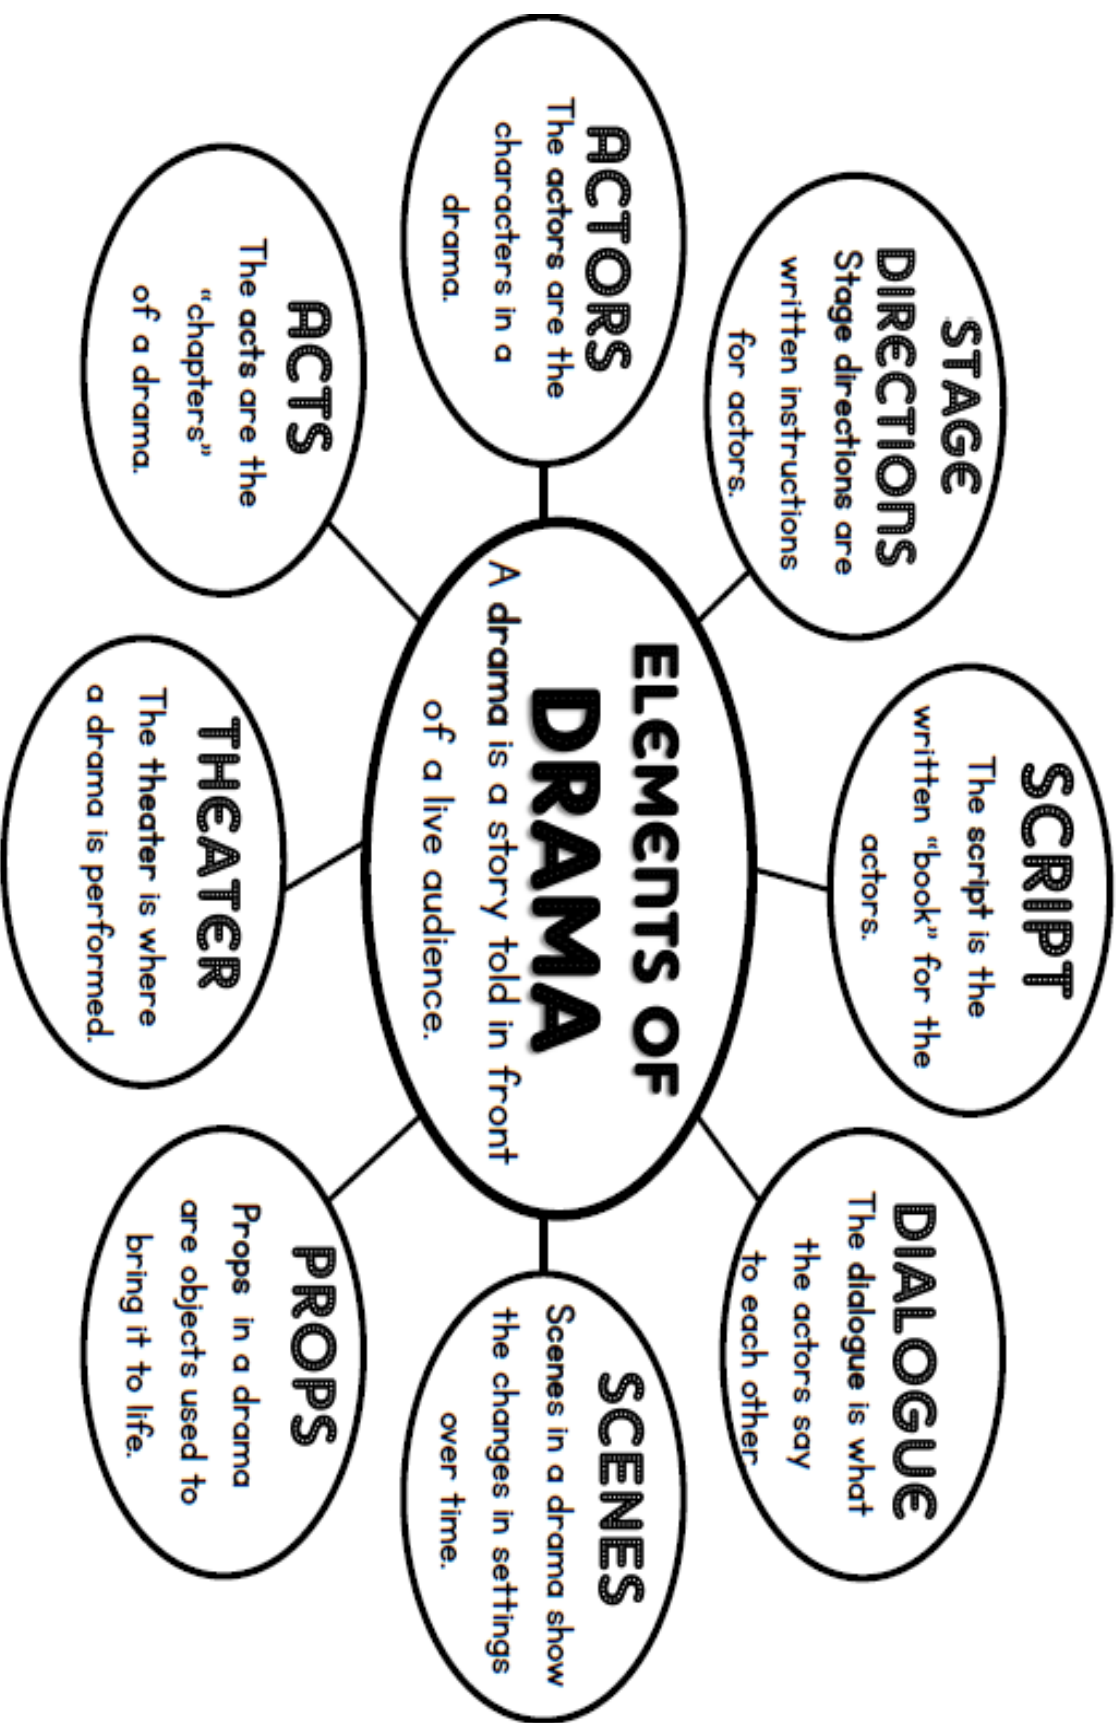 ELEMENTS OF
DRAMA
A drama is a story told in front
of a live audience.
STAGE
DIRECTIONS
Stage directions are
written instructions
for actors.
SCRIPT
The script is the
written “book” for the
actors.
DIALOGUE
The dialogue is what
the actors say
to each other
ACTORS
The actors are the
characters in a
drama.
SCENES
Scenes in a drama show
the changes in settings
over time.
ACTS
The acts are the
“chapters”
of a drama.
THEATER
The theater is where
a drama is performed.
PROPS
Props in a drama
are objects used to
bring it to life.